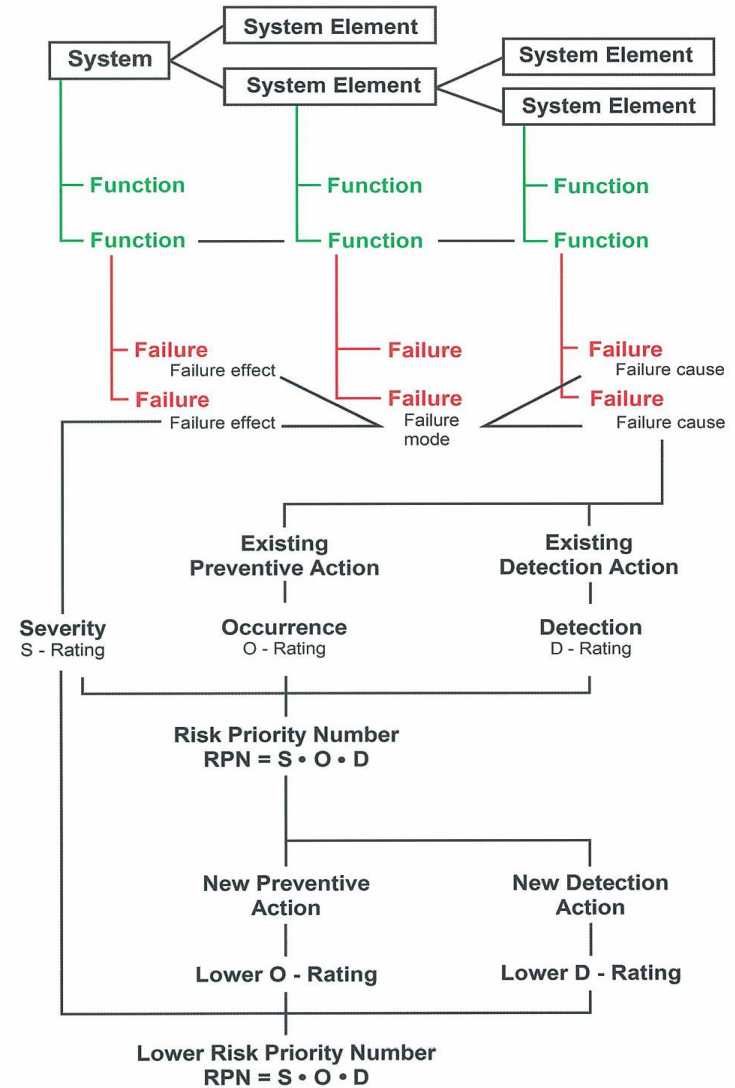 System Element
System
System Element
System Element
System Element
Function
Function
Function
Function
Function
Function
Failure
Failure effect
Failure
Failure
Failure cause
Failure
Failure effect
Failure
Failure
mode
Failure
Failure cause
Existing
Preventive Action
Existing
Detection Action
Severity
S - Rating
Occurrence
O - Rating
Detection
D - Rating
Risk Priority Number
RPN = S • O • D
New Preventive
Action
New Detection
Action
Lower O - Rating
Lower D - Rating
Lower Risk Priority Number
RPN = S • O • D